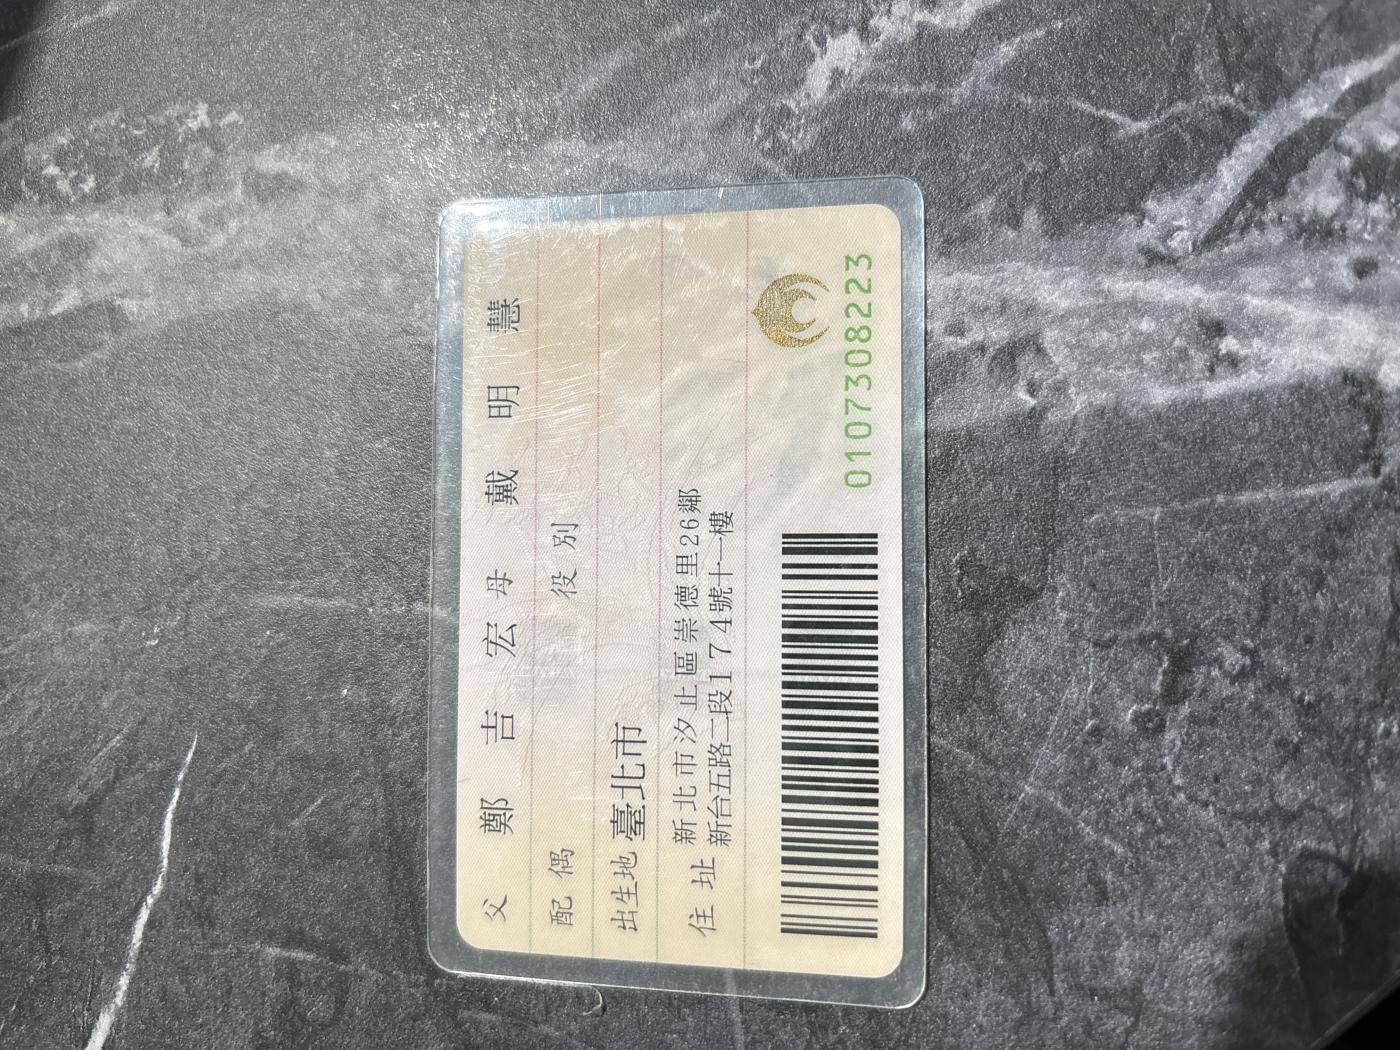 父 鄭吉宏 母 戴明慧
配偶 役別
出生地 臺北市
住址 新北市汐止區崇德里26鄰
新台五路二段174號十一樓
0107308223